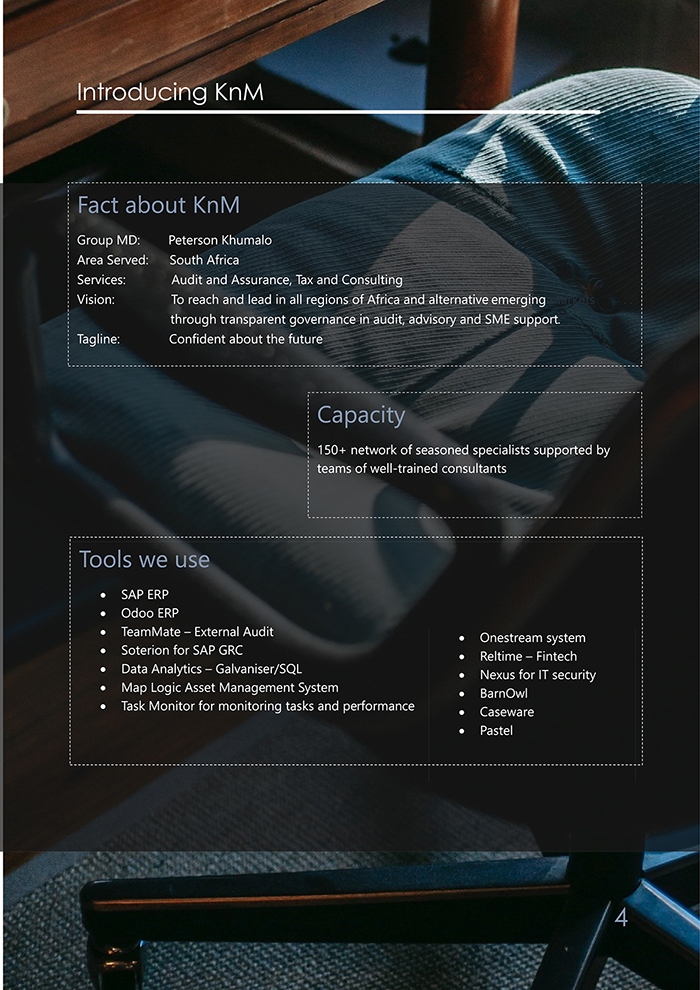 Introducing KnM
Fact about KnM
Group MD: Peterson Khumalo
Area Served: South Africa
Services: Audit and Assurance, Tax and Consulting
Vision: To reach and lead in all regions of Africa and alternative emerging markets
through transparent governance in audit, advisory and SME support.
Tagline: Confident about the future
Capacity
150+ network of seasoned specialists supported by
teams of well-trained consultants
Tools we use
• SAP ERP
• Odoo ERP
• TeamMate – External Audit
• Soterion for SAP GRC
• Data Analytics – Galvaniser/SQL
• Map Logic Asset Management System
• Task Monitor for monitoring tasks and performance
• Onestream system
• Reltime – Fintech
• Nexus for IT security
• BarnOwl
• Caseware
• Pastel
4